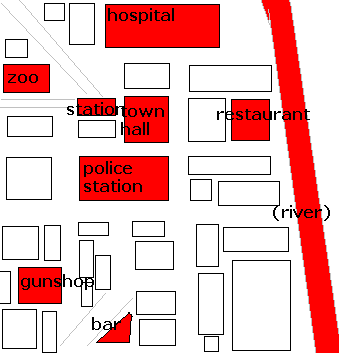 hospital
zoo
station
town
hall
restaurant
police
station
(river)
gunshop
bar